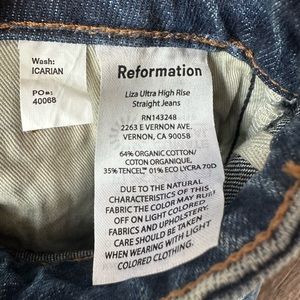 Wash:
ICARIAN
PO#:
40068
Reformation
Liza Ultra High Rise
Straight Jeans
RN143248
2263 E VERNON AVE.
VERNON, CA 90058
64% ORGANIC COTTON/
COTON ORGANIQUE,
35% TENCEL™ 01% ECO LYCRA 70D
DUE TO THE NATURAL
CHARACTERISTICS OF THIS
FABRIC THE COLOR MAY RUB
OFF ON LIGHT COLORED
FABRICS AND UPHOLSTERY.
CARE SHOULD BE TAKEN
WHEN WEARING WITH LIGHT
COLORED CLOTHING.